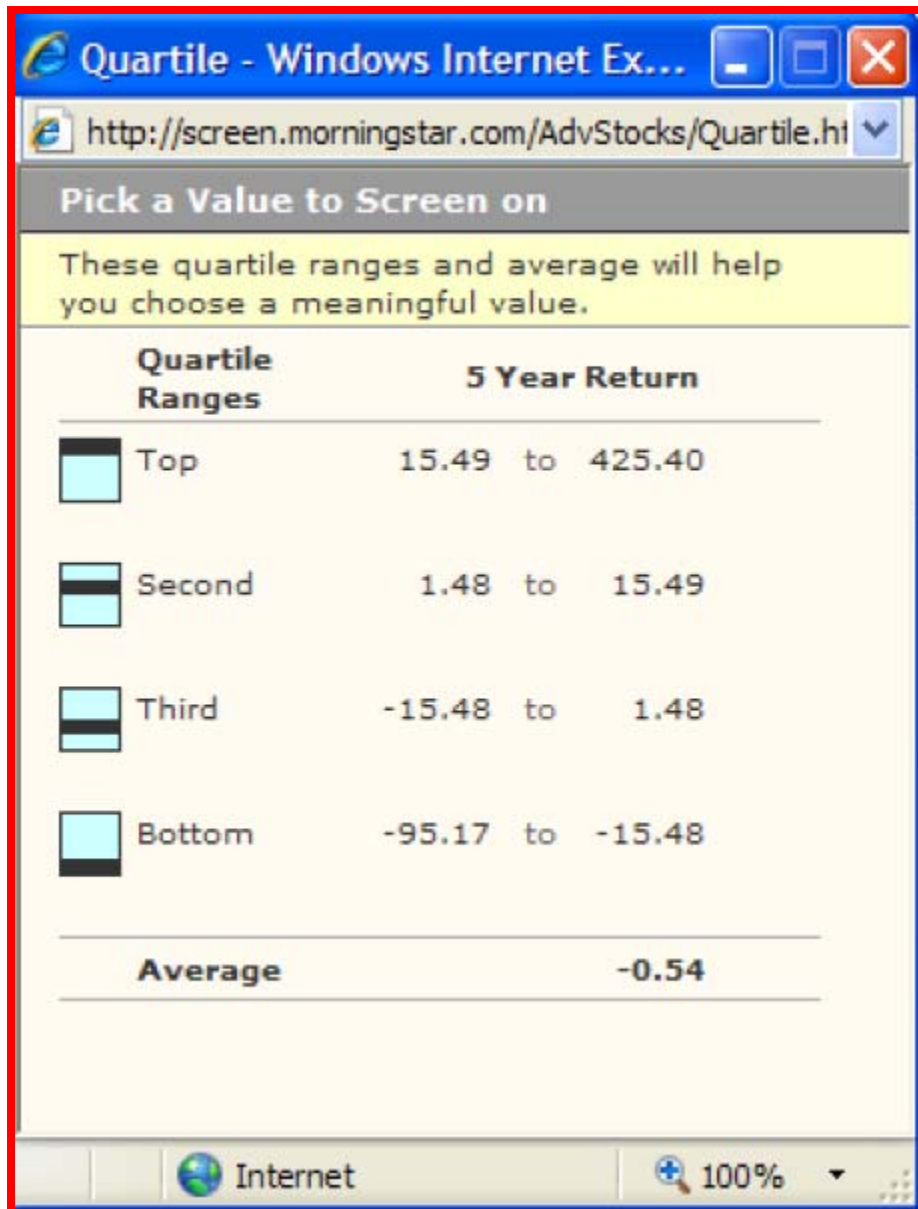 Quartile - Windows Internet Ex...
http://screen.morningstar.com/AdvStocks/Quartile.ht
Pick a Value to Screen on
These quartile ranges and average will help
you choose a meaningful value.
Quartile
Ranges
5 Year Return
Top 15.49 to 425.40
Second 1.48 to 15.49
Third -15.48 to 1.48
Bottom -95.17 to -15.48
Average -0.54
Internet 100%